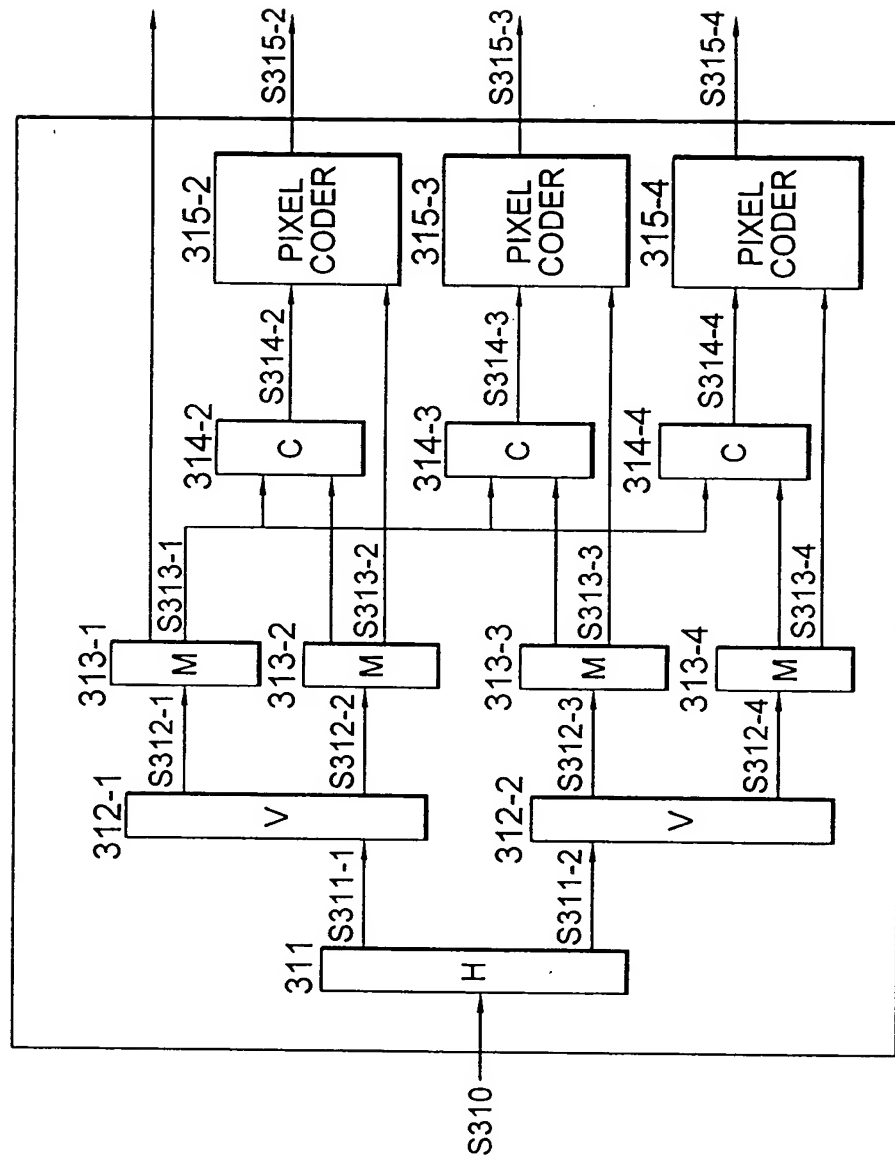 S310
311
H
S311-1
S311-2
312-1
V
312-2
V
S312-1
S312-2
S312-3
S312-4
313-1
M
313-2
M
313-3
M
313-4
M
S313-1
S313-2
S313-3
S313-4
314-2
C
314-3
C
314-4
C
S314-2
S314-3
S314-4
315-2
PIXEL
CODER
315-3
PIXEL
CODER
315-4
PIXEL
CODER
S315-2
S315-3
S315-4